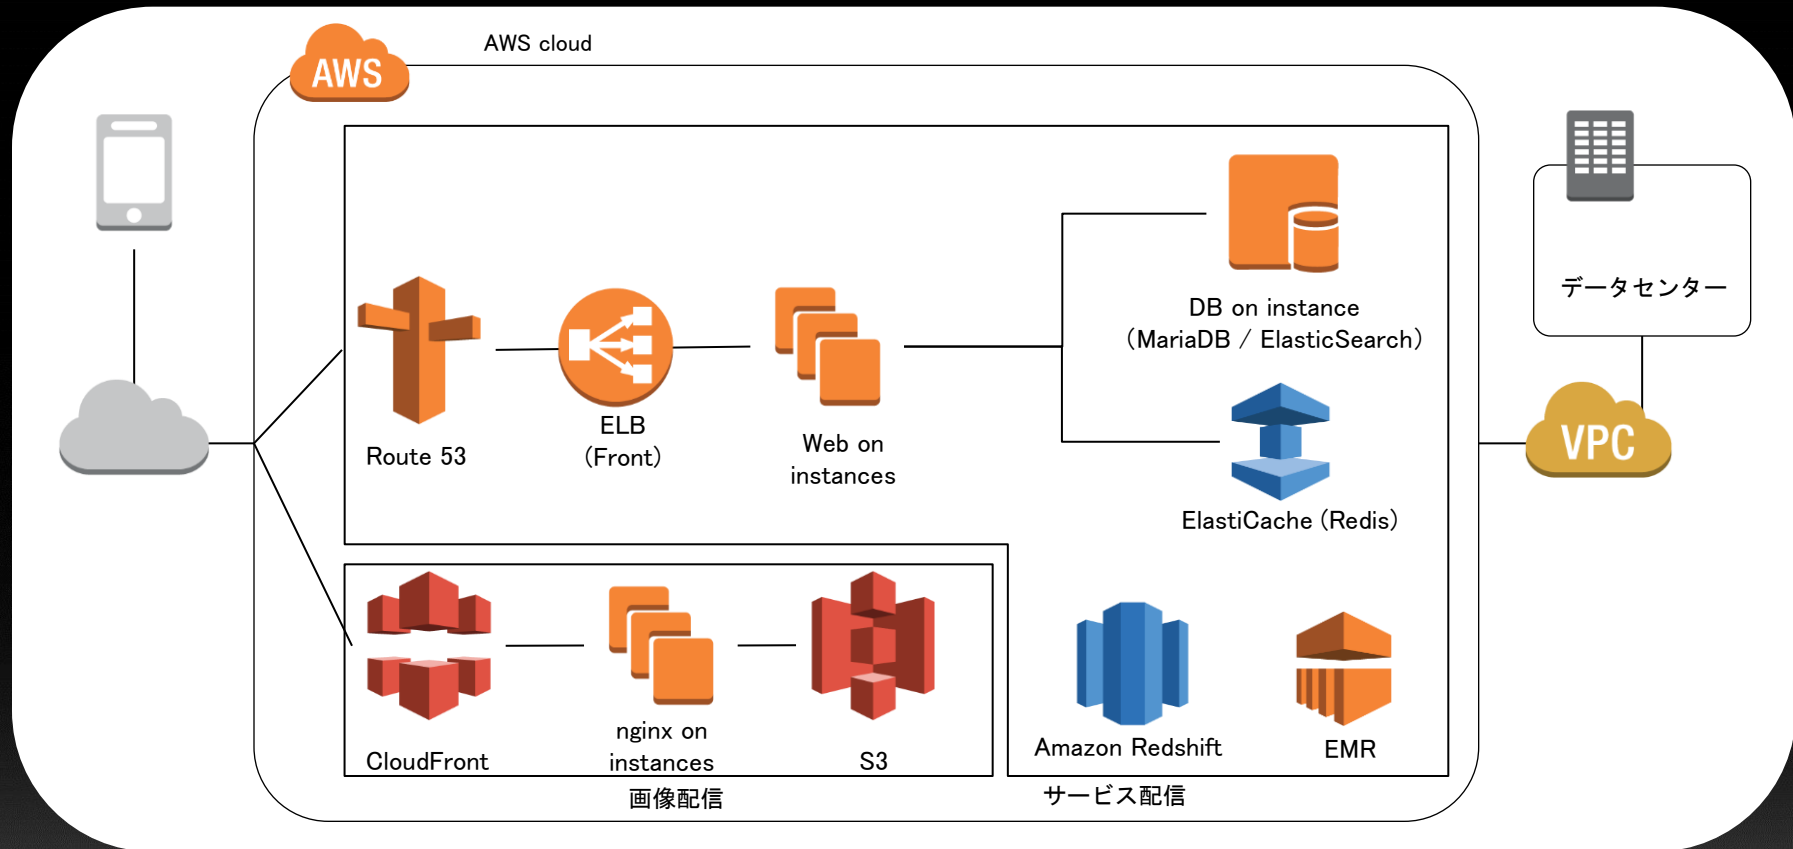 AWS cloud
AWS
Route 53
ELB
(Front)
Web on
instances
DB on instance
(MariaDB / ElasticSearch)
ElastiCache (Redis)
CloudFront
nginx on
instances
S3
画像配信
Amazon Redshift
EMR
サービス配信
データセンター
VPC